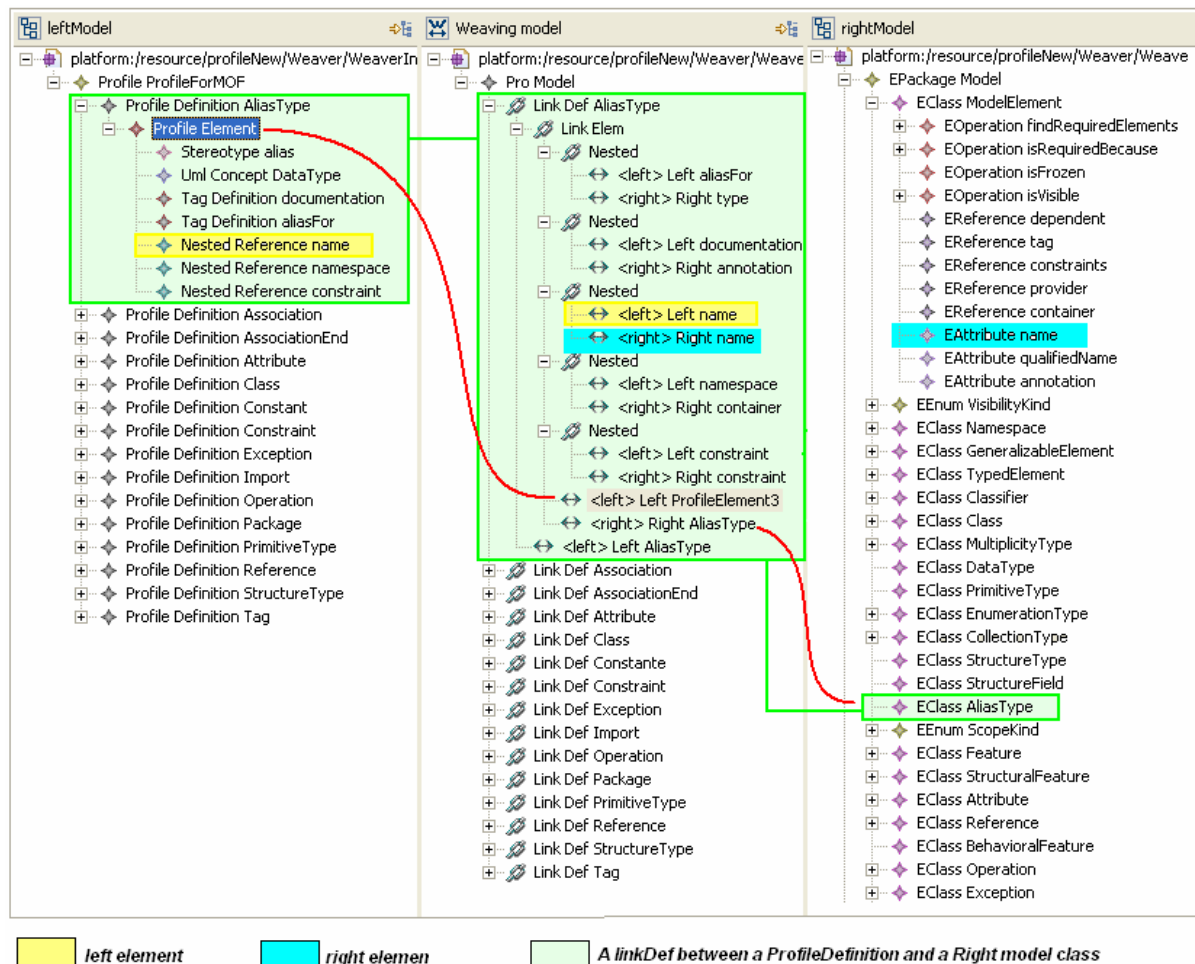 leftModel
platform:/resource/profileNew/Weaver/WeaverIn
Profile ProfileForMOF
Profile Definition AliasType
Profile Element
Stereotype alias
Uml Concept DataType
Tag Definition documentation
Tag Definition aliasFor
Nested Reference name
Nested Reference namespace
Nested Reference constraint
Profile Definition Association
Profile Definition AssociationEnd
Profile Definition Attribute
Profile Definition Class
Profile Definition Constant
Profile Definition Constraint
Profile Definition Exception
Profile Definition Import
Profile Definition Operation
Profile Definition Package
Profile Definition PrimitiveType
Profile Definition Reference
Profile Definition StructureType
Profile Definition Tag
Weaving model
platform:/resource/profileNew/Weaver/Weave
Pro Model
Link Def AliasType
Link Elem
Nested
<left> Left aliasFor
<right> Right type
Nested
<left> Left documentation
<right> Right annotation
Nested
<left> Left name
<right> Right name
Nested
<left> Left namespace
<right> Right container
Nested
<left> Left constraint
<right> Right constraint
<left> Left ProfileElement3
<right> Right AliasType
<left> Left AliasType
Link Def Association
Link Def AssociationEnd
Link Def Attribute
Link Def Class
Link Def Constante
Link Def Constraint
Link Def Exception
Link Def Import
Link Def Operation
Link Def Package
Link Def PrimitiveType
Link Def Reference
Link Def StructureType
Link Def Tag
rightModel
platform:/resource/profileNew/Weaver/Weave
EPackage Model
EClass ModelElement
EOperation findRequiredElements
EOperation isRequiredBecause
EOperation isFrozen
EOperation isVisible
EReference dependent
EReference tag
EReference constraints
EReference provider
EReference container
EAttribute name
EAttribute qualifiedName
EAttribute annotation
EEnum VisibilityKind
EClass Namespace
EClass GeneralizableElement
EClass TypedElement
EClass Classifier
EClass Class
EClass MultiplicityType
EClass DataType
EClass PrimitiveType
EClass EnumerationType
EClass CollectionType
EClass StructureType
EClass StructureField
EClass AliasType
EEnum ScopeKind
EClass Feature
EClass StructuralFeature
EClass Attribute
EClass Reference
EClass BehavioralFeature
EClass Operation
EClass Exception
left element
right elemen
A linkDef between a ProfileDefinition and a Right model class